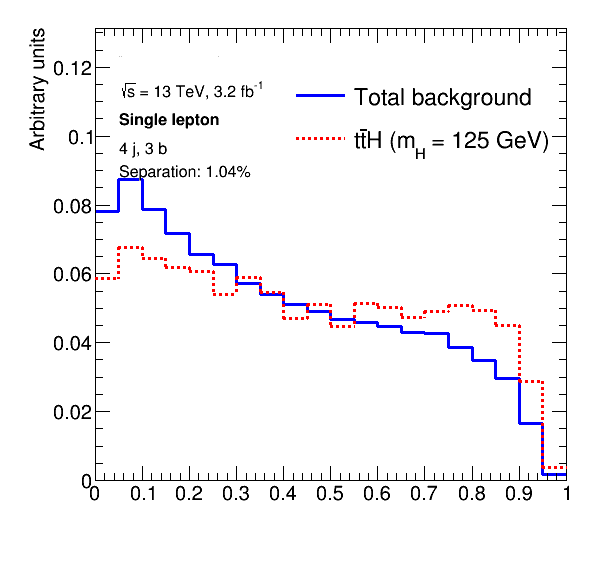 Arbitrary units
√s = 13 TeV, 3.2 fb⁻¹
Single lepton
4 j, 3 b
Separation: 1.04%
Total background
tt̄H (m_H = 125 GeV)
0.12
0.1
0.08
0.06
0.04
0.02
0
0 0.1 0.2 0.3 0.4 0.5 0.6 0.7 0.8 0.9 1